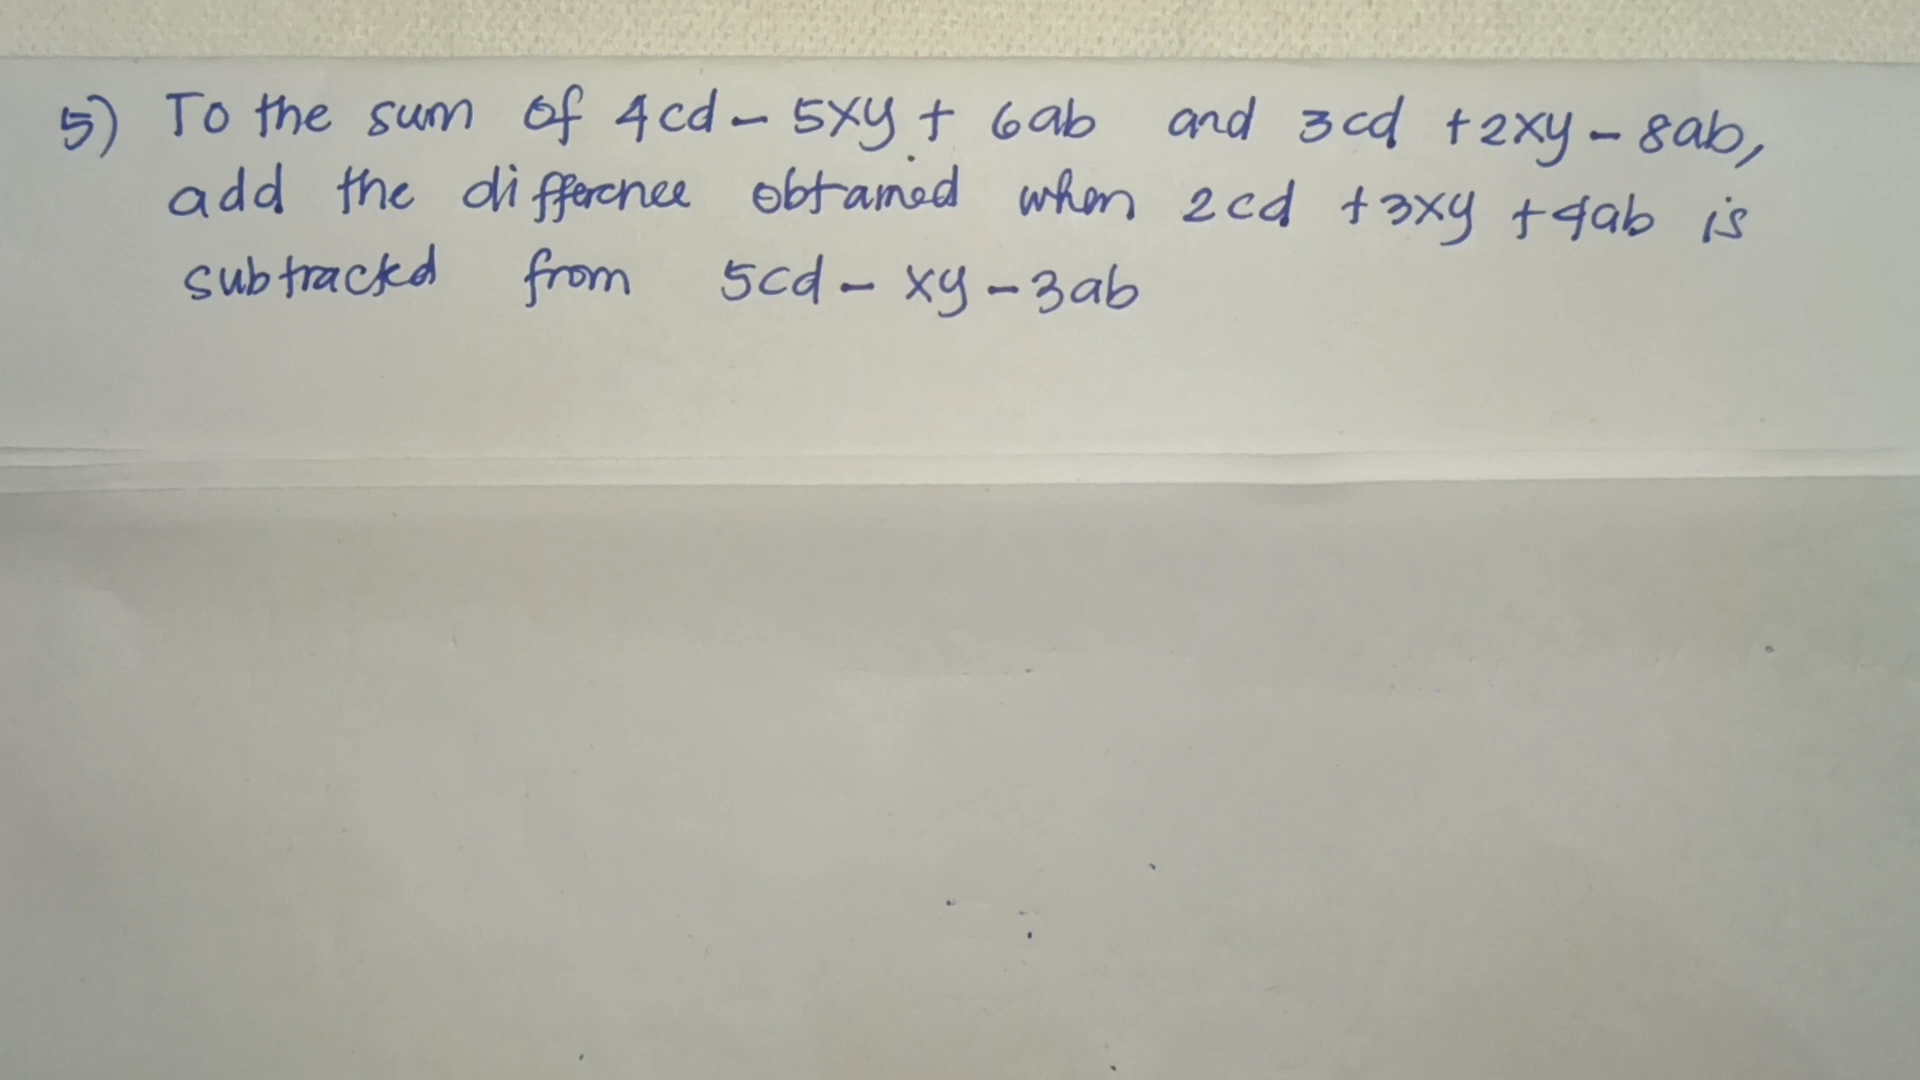 5) To the sum of 4cd - 5xy + 6ab and 3cd + 2xy - 8ab,
add the difference obtained when 2cd + 3xy + 4ab is
subtracted from 5cd - xy - 3ab